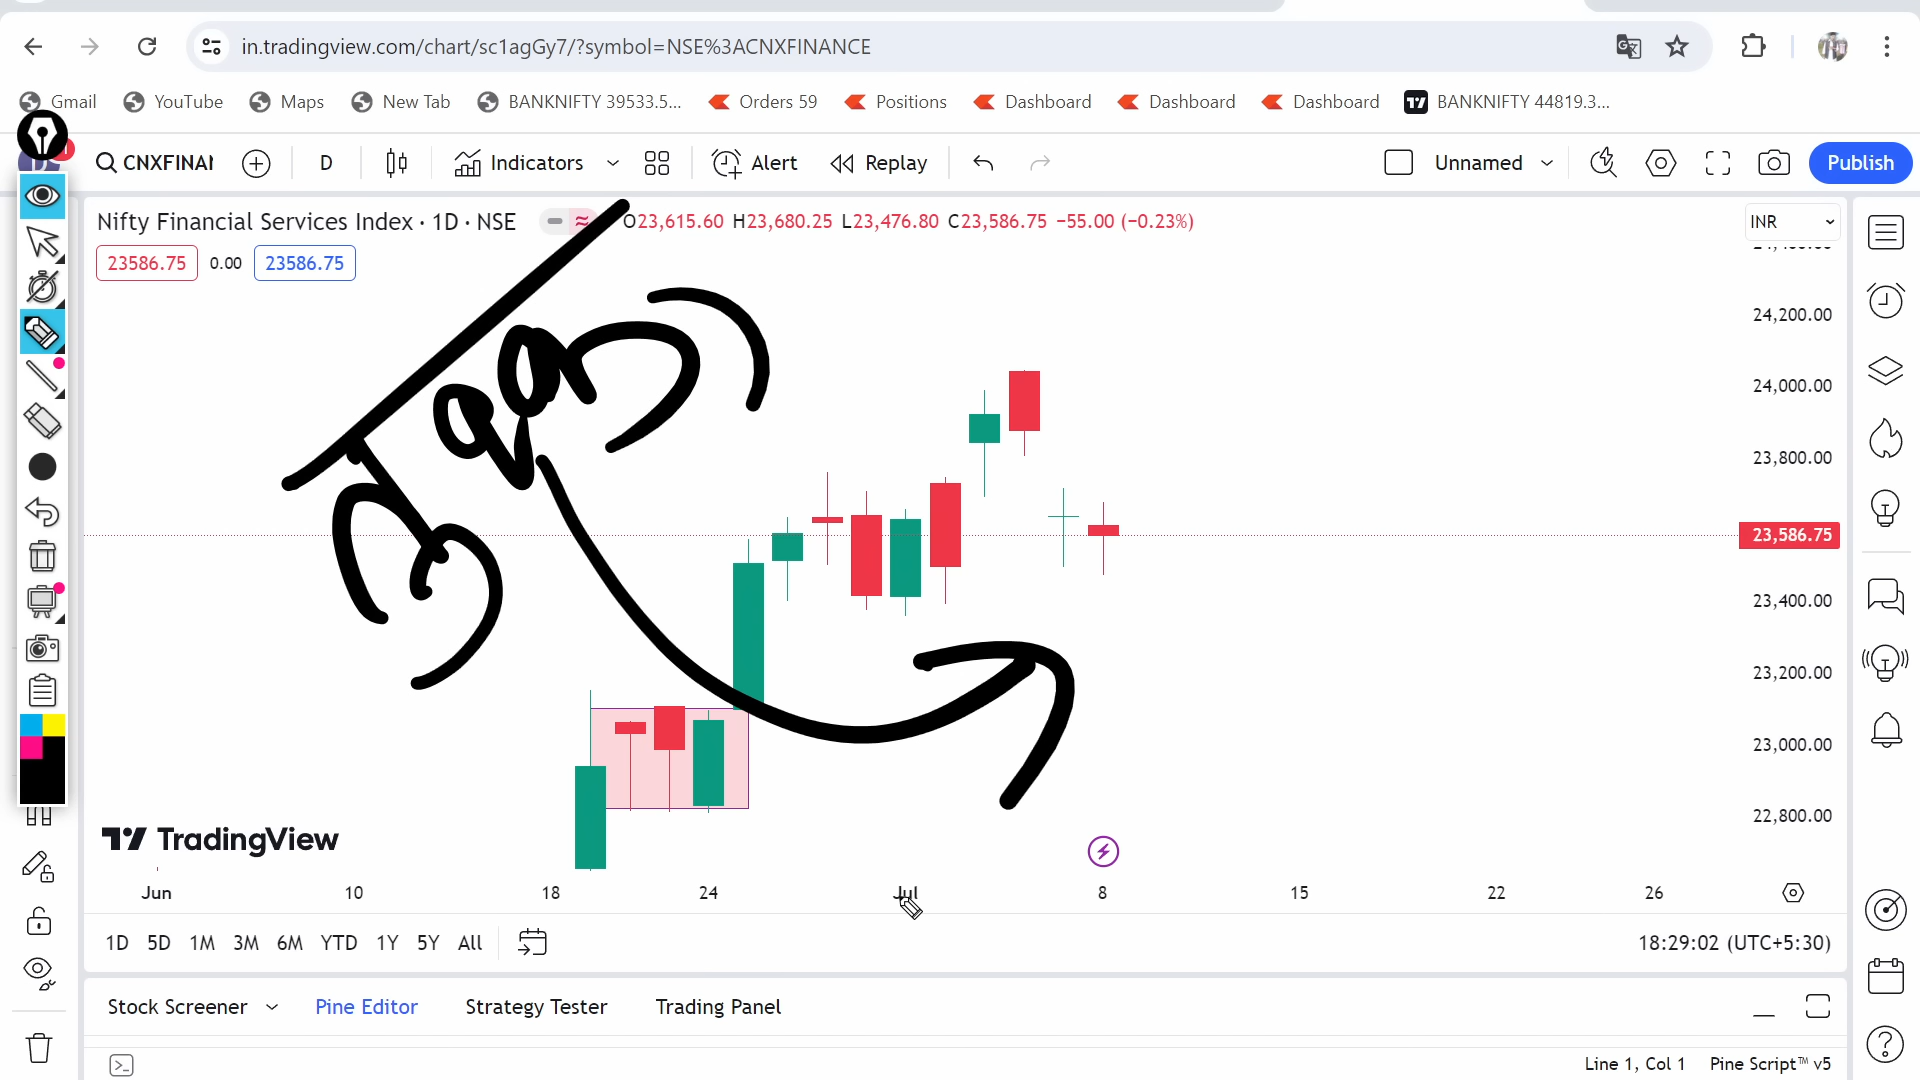 in.tradingview.com/chart/sc1agGy7/?symbol=NSE%3ACNXFINANCE
Gmail YouTube Maps New Tab BANKNIFTY 39533.5... Orders 59 Positions Dashboard Dashboard Dashboard BANKNIFTY 44819.3...
CNXFINAI D Indicators Alert Replay Unnamed Publish
Nifty Financial Services Index · 1D · NSE O23,615.60 H23,680.25 L23,476.80 C23,586.75 −55.00 (−0.23%) INR
23586.75 0.00 23586.75
24,200.00
24,000.00
23,800.00
23,586.75
23,400.00
23,200.00
23,000.00
22,800.00
TradingView
Jun 10 18 24 Jul 8 15 22 26
1D 5D 1M 3M 6M YTD 1Y 5Y All 18:29:02 (UTC+5:30)
Stock Screener Pine Editor Strategy Tester Trading Panel
Line 1, Col 1 Pine Script™ v5